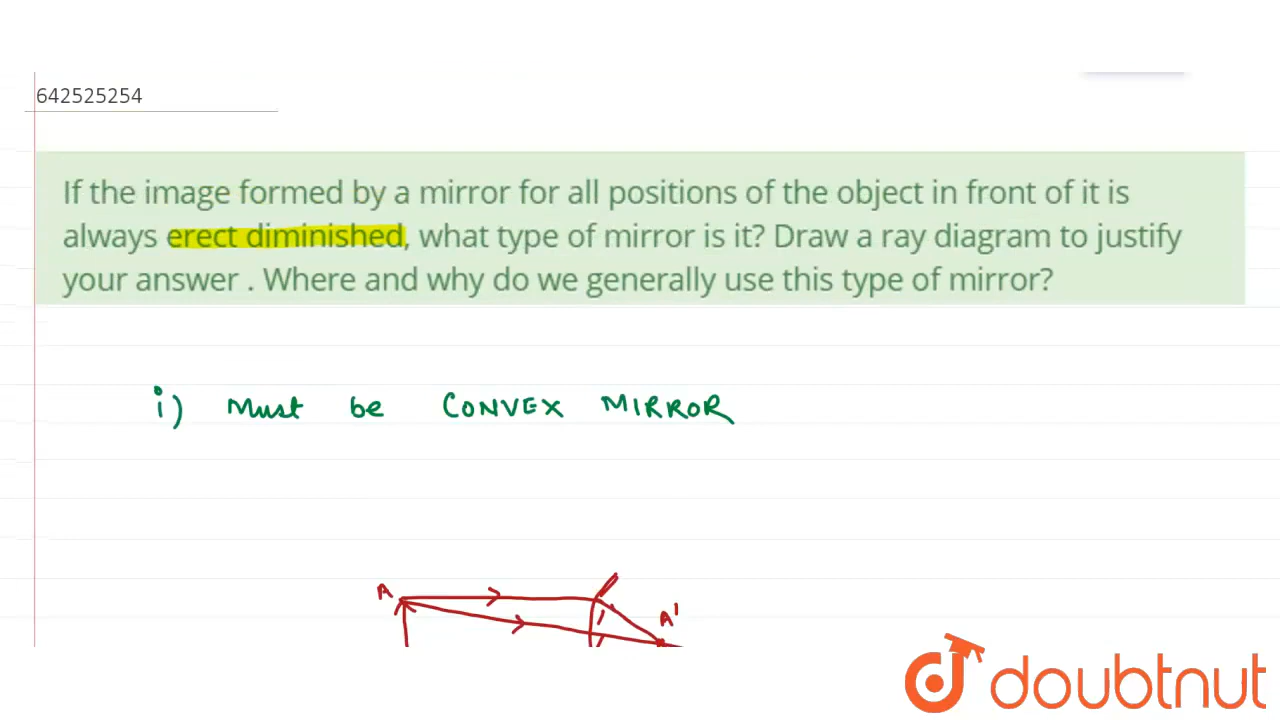 642525254
If the image formed by a mirror for all positions of the object in front of it is
always erect diminished, what type of mirror is it? Draw a ray diagram to justify
your answer . Where and why do we generally use this type of mirror?
i) Must be CONVEX MIRROR
A
A'
doubtnut